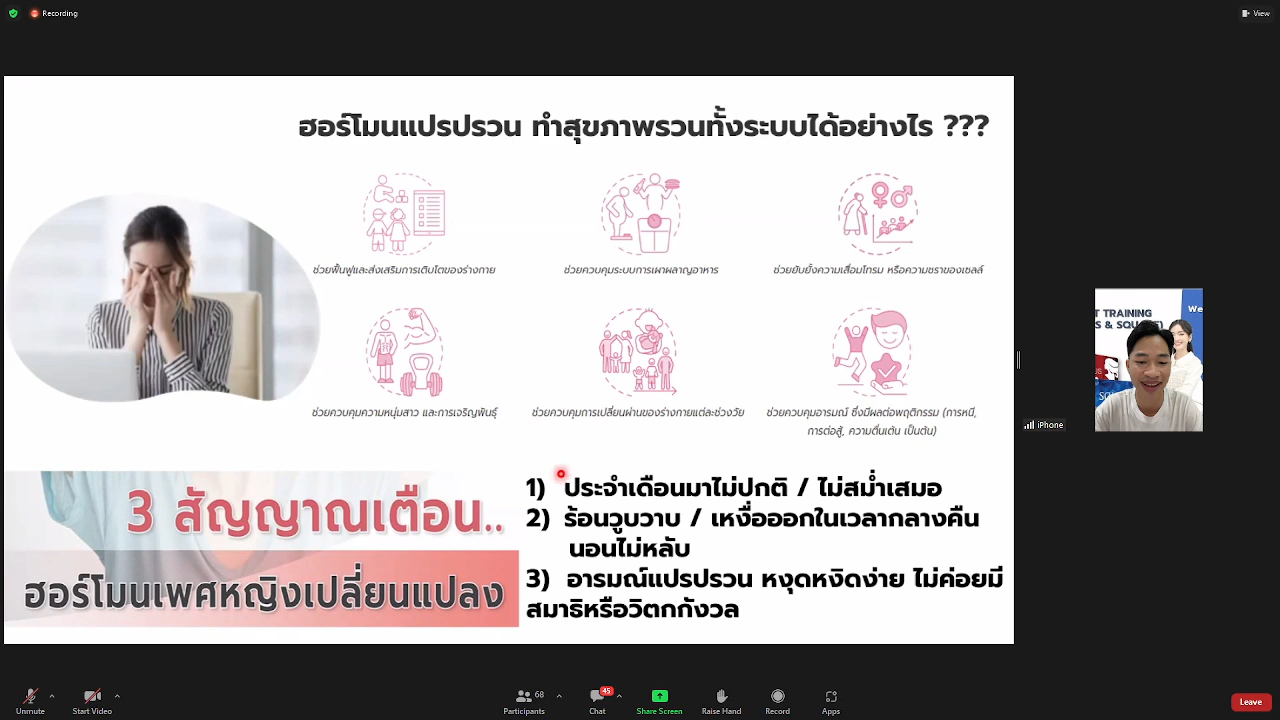 Recording
View
ฮอร์โมนแปรปรวน ทำสุขภาพรวนทั้งระบบได้อย่างไร ???
ช่วยฟื้นฟูและส่งเสริมการเติบโตของร่างกาย
ช่วยควบคุมระบบการเผาผลาญอาหาร
ช่วยยับยั้งความเสื่อมโทรม หรือความชราของเซลล์
ช่วยควบคุมความหนุ่มสาว และการเจริญพันธุ์
ช่วยควบคุมการเปลี่ยนผ่านของร่างกายแต่ละช่วงวัย
ช่วยควบคุมอารมณ์ ซึ่งมีผลต่อพฤติกรรม (การหนี,
การต่อสู้, ความตื่นเต้น เป็นต้น)
3 สัญญาณเตือน..
ฮอร์โมนเพศหญิงเปลี่ยนแปลง
1) ประจำเดือนมาไม่ปกติ / ไม่สม่ำเสมอ
2) ร้อนวูบวาบ / เหงื่อออกในเวลากลางคืน
นอนไม่หลับ
3) อารมณ์แปรปรวน หงุดหงิดง่าย ไม่ค่อยมี
สมาธิหรือวิตกกังวล
T TRAINING
S & SQU
We
iPhone
Unmute
Start Video
68
Participants
45
Chat
Share Screen
Raise Hand
Record
Apps
Leave